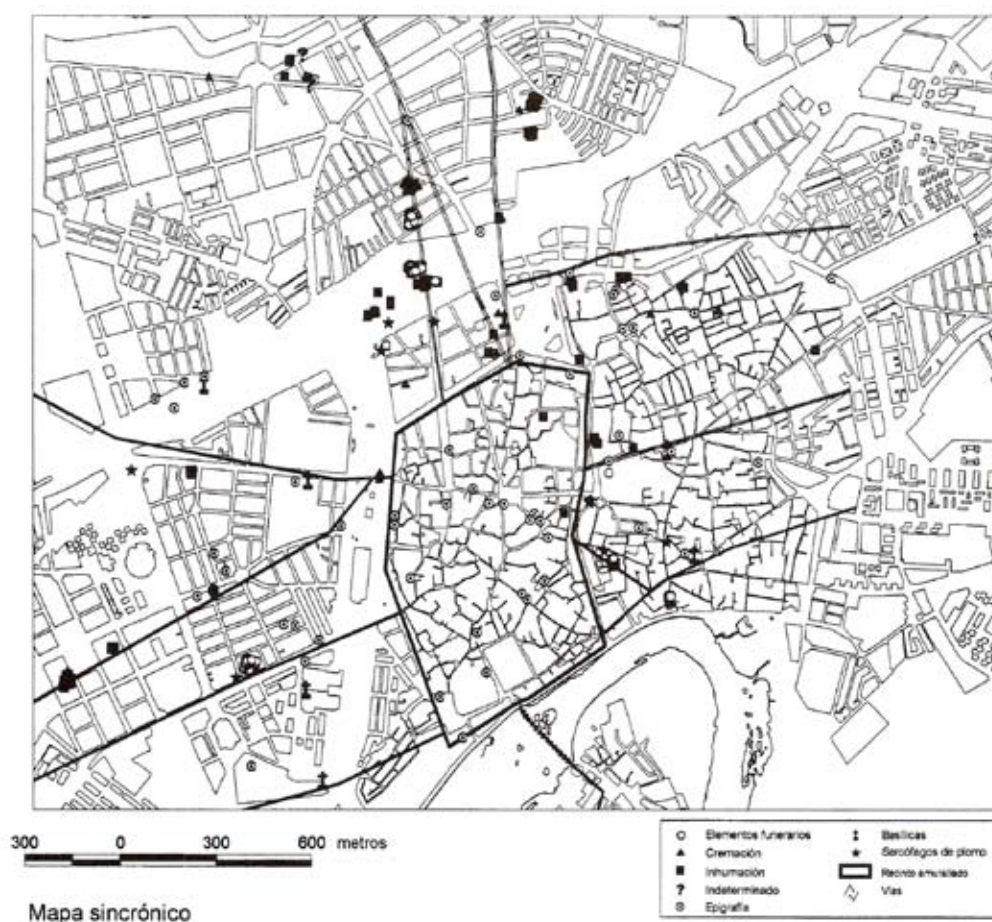 300 0 300 600 metros
Mapa sincrónico
Elementos funerarios
Cremación
Inhumación
Indeterminado
Epigrafía
Basílicas
Sarcófagos de plomo
Recinto amurallado
Vías